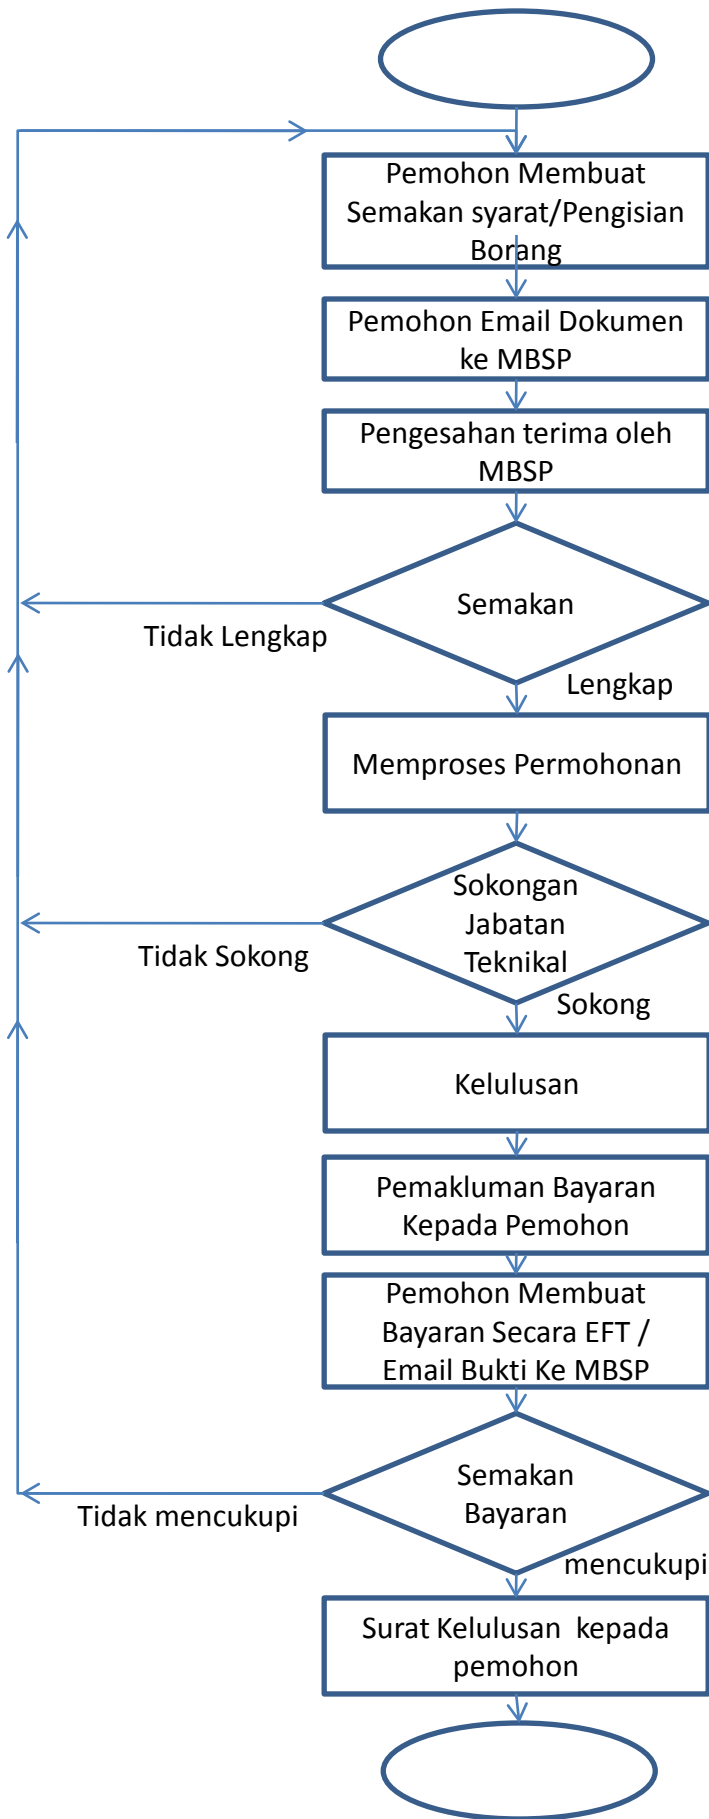 Pemohon Membuat
Semakan syarat/Pengisian
Borang
Pemohon Email Dokumen
ke MBSP
Pengesahan terima oleh
MBSP
Semakan
Tidak Lengkap
Lengkap
Memproses Permohonan
Sokongan
Jabatan
Teknikal
Tidak Sokong
Sokong
Kelulusan
Pemakluman Bayaran
Kepada Pemohon
Pemohon Membuat
Bayaran Secara EFT /
Email Bukti Ke MBSP
Semakan
Bayaran
Tidak mencukupi
mencukupi
Surat Kelulusan kepada
pemohon